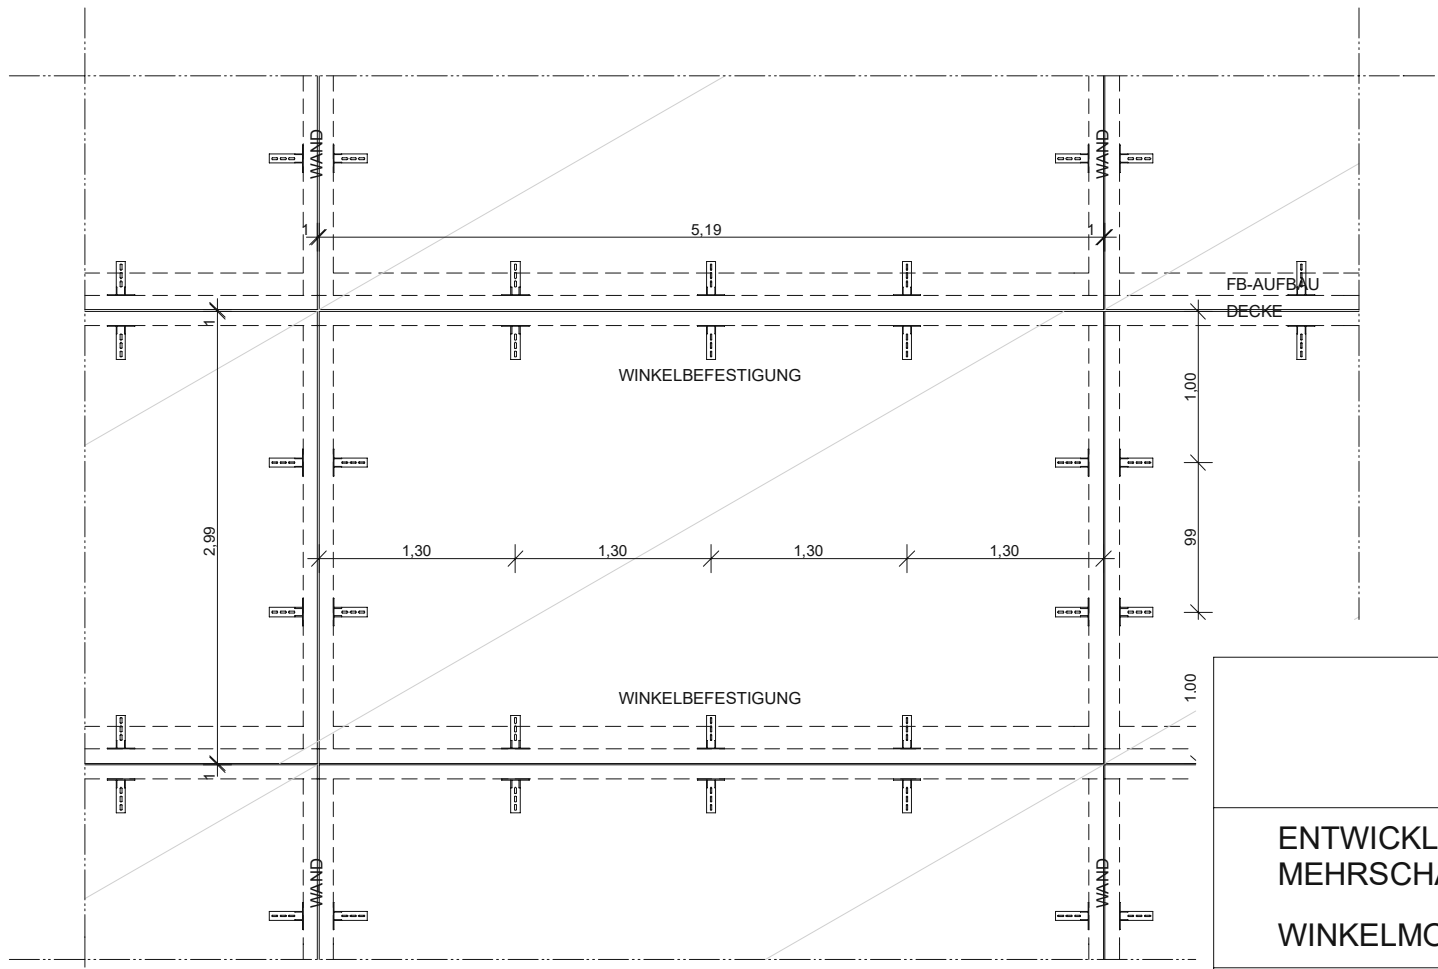 WAND
WAND
1
5,19
1
FB-AUFBAU
DECKE
1
WINKELBEFESTIGUNG
1,00
2,99
1,30
1,30
1,30
1,30
99
WINKELBEFESTIGUNG
1.00
1
WAND
WAND
ENTWICKL
MEHRSCHA
WINKELMO